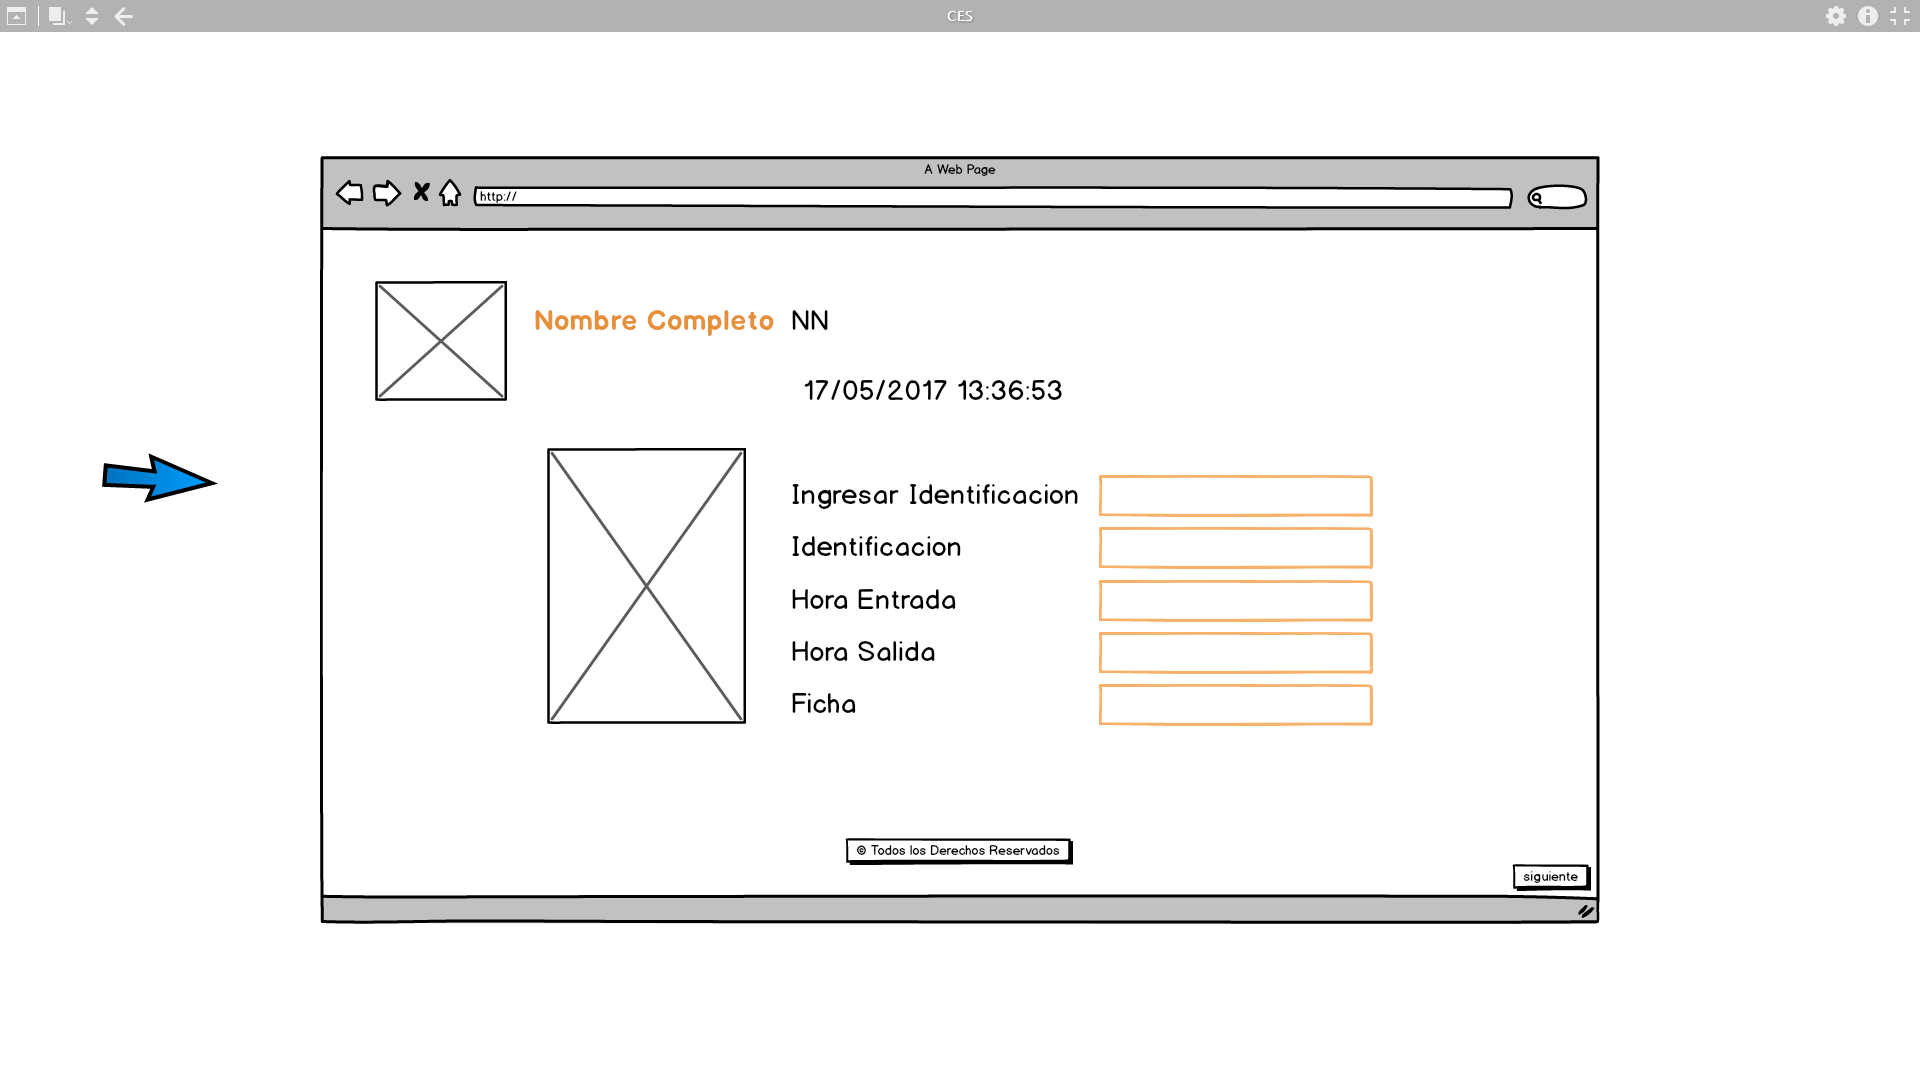 CES
A Web Page
http://
Nombre Completo NN
17/05/2017 13:36:53
Ingresar Identificacion
Identificacion
Hora Entrada
Hora Salida
Ficha
© Todos los Derechos Reservados
siguiente